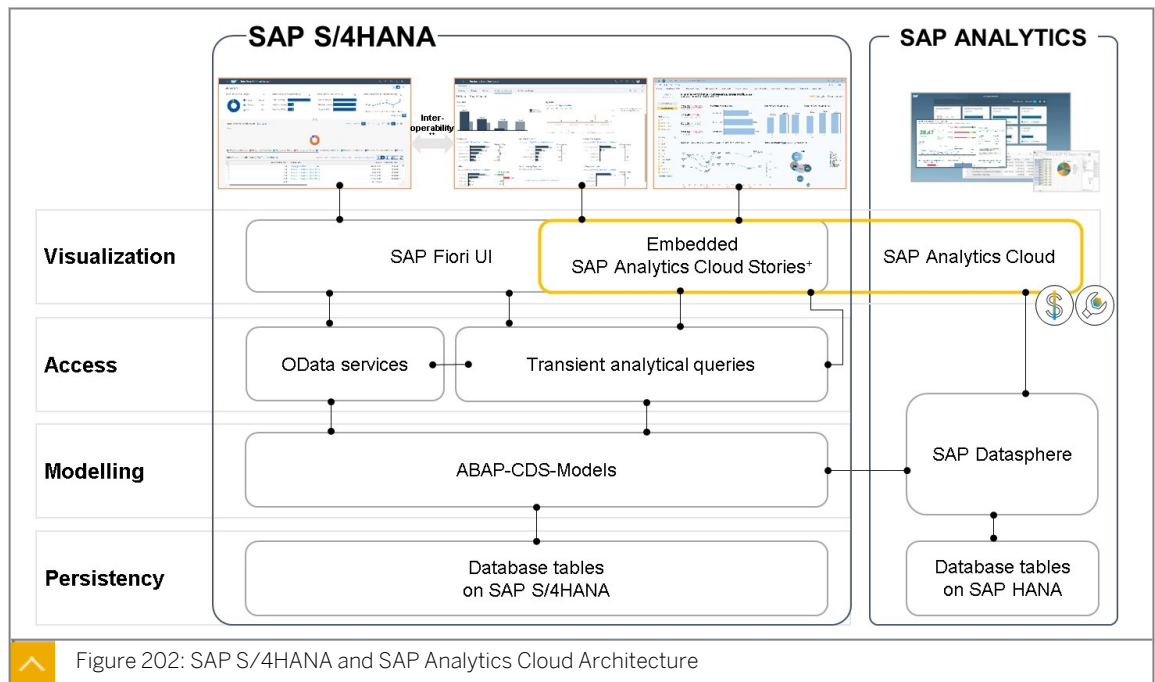 SAP S/4HANA
SAP ANALYTICS
Inter-
operability
**
Visualization
SAP Fiori UI
Embedded
SAP Analytics Cloud Stories⁺
SAP Analytics Cloud
Access
OData services
Transient analytical queries
Modelling
ABAP-CDS-Models
SAP Datasphere
Persistency
Database tables
on SAP S/4HANA
Database tables
on SAP HANA
Figure 202: SAP S/4HANA and SAP Analytics Cloud Architecture